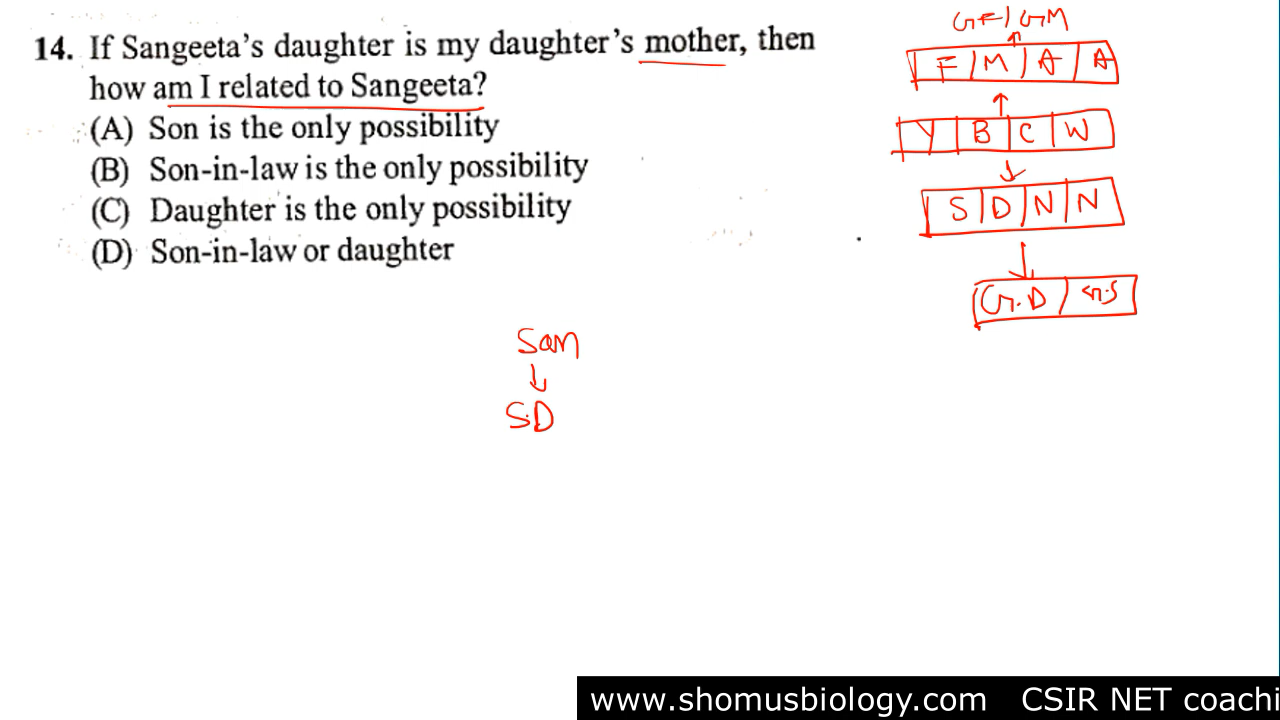 14. If Sangeeta's daughter is my daughter's mother, then
how am I related to Sangeeta?
(A) Son is the only possibility
(B) Son-in-law is the only possibility
(C) Daughter is the only possibility
(D) Son-in-law or daughter
GF/GM
F M A A
Y B C W
S D N N
G.D G.S
San
S.D
www.shomusbiology.com CSIR NET coachi